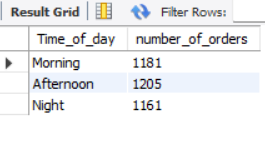 Result Grid Filter Rows:
Time_of_day number_of_orders
Morning 1181
Afternoon 1205
Night 1161